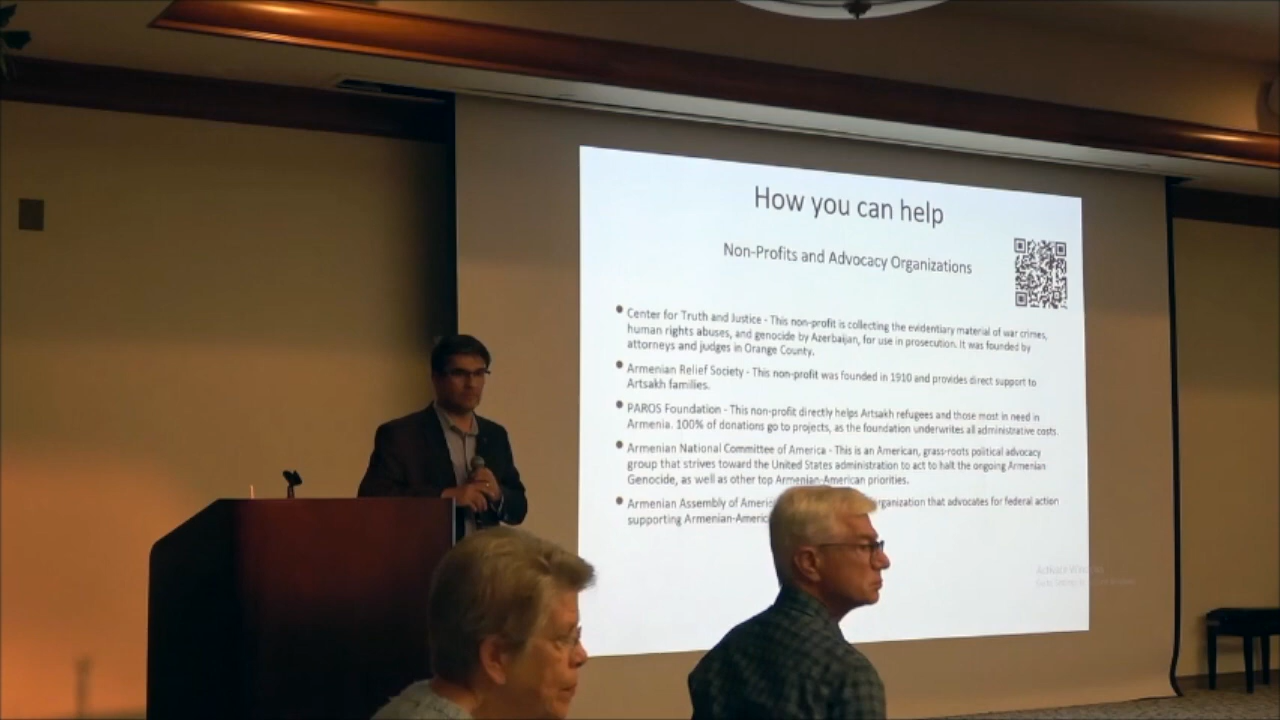 How you can help
Non-Profits and Advocacy Organizations
Center for Truth and Justice - This non-profit is collecting the evidentiary material of war crimes,
human rights abuses, and genocide by Azerbaijan, for use in prosecution. It was founded by
attorneys and judges in Orange County.
Armenian Relief Society - This non-profit was founded in 1910 and provides direct support to
Artsakh families.
PAROS Foundation - This non-profit directly helps Artsakh refugees and those most in need in
Armenia. 100% of donations go to projects, as the foundation underwrites all administrative costs.
Armenian National Committee of America - This is an American, grass-roots political advocacy
group that strives toward the United States administration to act to halt the ongoing Armenian
Genocide, as well as other top Armenian-American priorities.
Armenian Assembly of organization that advocates for federal action
supporting
Activate